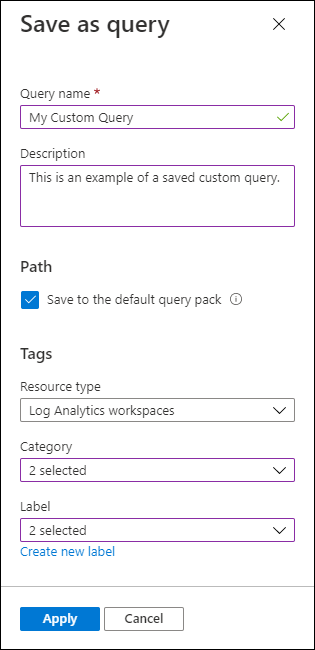 Save as query
Query name *
My Custom Query
Description
This is an example of a saved custom query.
Path
Save to the default query pack
Tags
Resource type
Log Analytics workspaces
Category
2 selected
Label
2 selected
Create new label
Apply Cancel